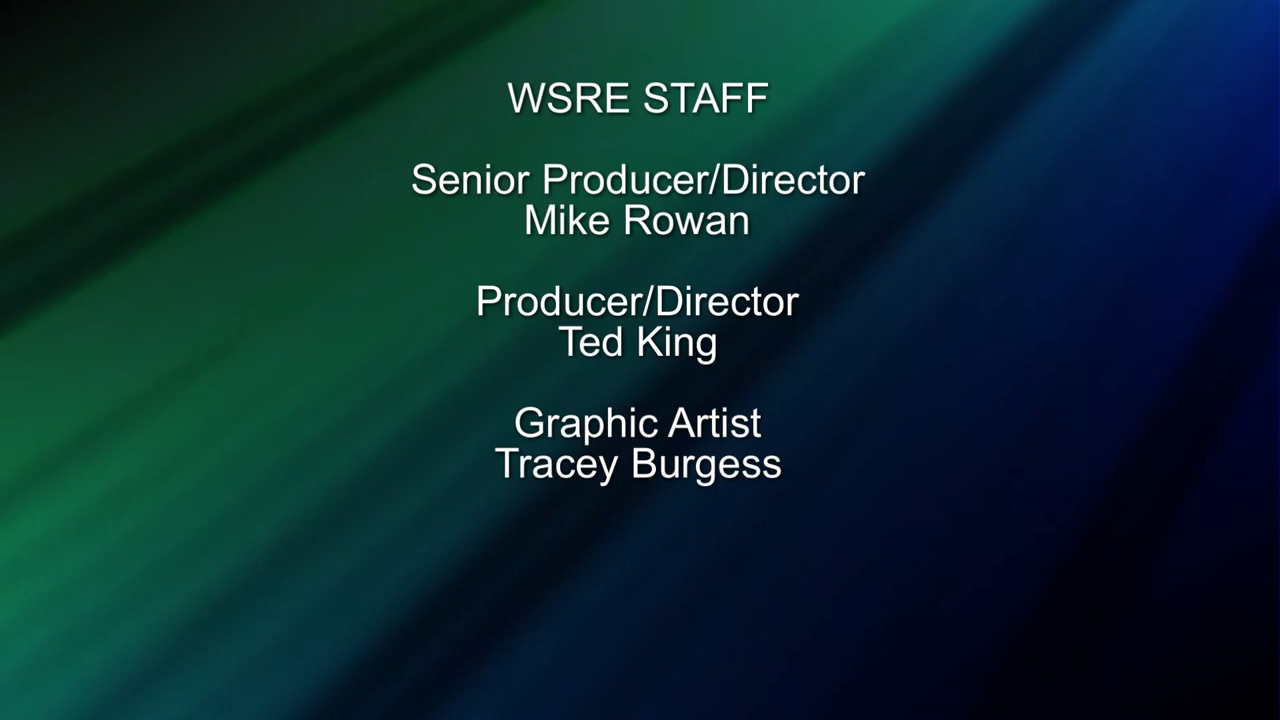 WSRE STAFF
Senior Producer/Director
Mike Rowan
Producer/Director
Ted King
Graphic Artist
Tracey Burgess